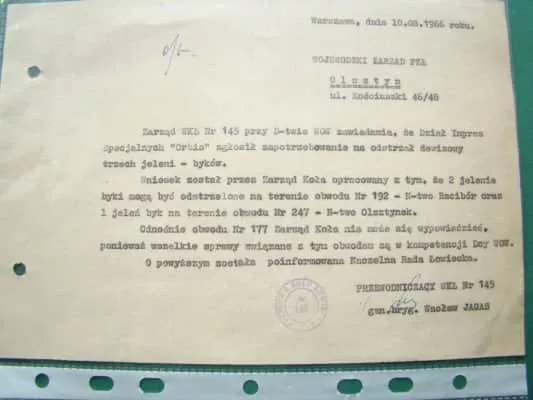 Warszawa, dnia 10.08.1966 roku.
WOJEWÓDZKI ZARZĄD PZŁ
Olsztyn
ul. Kościuszki 46/48
Zarząd WKŁ Nr 145 przy D-twie WOW zawiadamia, że Dział Imprez
Specjalnych "Orbis" zgłosił zapotrzebowanie na odstrzał dewizowy
trzech jeleni - byków.
Wniosek został przez Zarząd Koła opracowany z tym, że 2 jelenie
byki mogą być odstrzelone na terenie obwodu Nr 192 - N-two Racibór oraz
1 jeleń byk na terenie obwodu Nr 247 - N-two Olsztynek.
Odnośnie obwodu Nr 177 Zarząd Koła nie może się wypowiedzieć,
ponieważ wszelkie sprawy związane z tym obwodem są w kompetencji Dcy WOW.
O powyższym została poinformowana Naczelna Rada Łowiecka.
PRZEWODNICZĄCY WKŁ Nr 145
gen.bryg. Wacław JAGAS